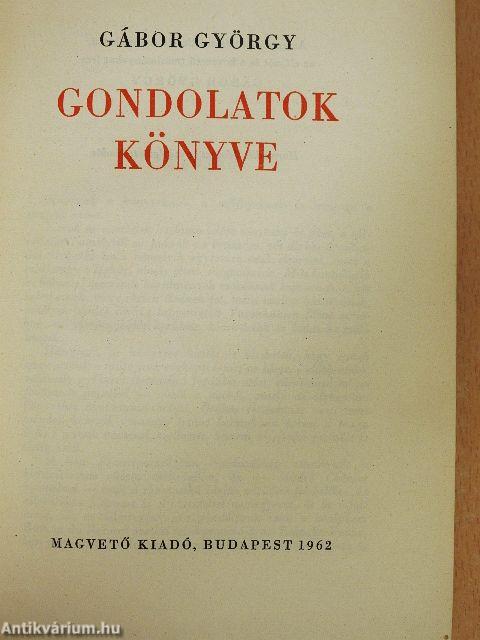 GÁBOR GYÖRGY
GONDOLATOK
KÖNYVE
MAGVETŐ KIADÓ, BUDAPEST 1962
Antikvárium.hu